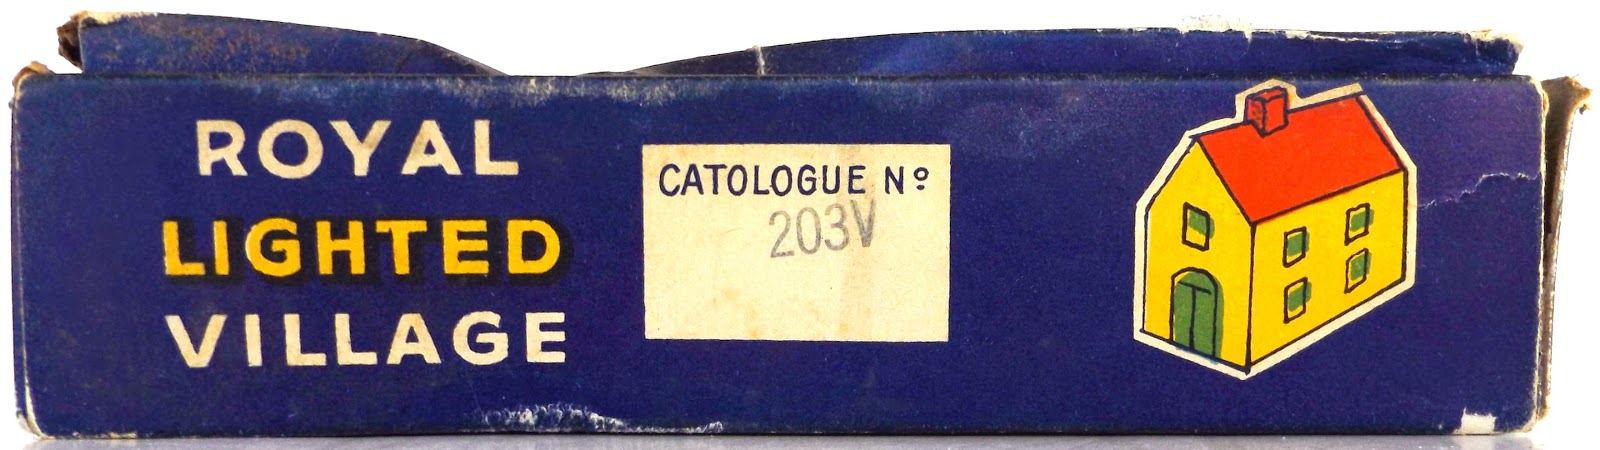 ROYAL
LIGHTED
VILLAGE
CATOLOGUE Nº
203V